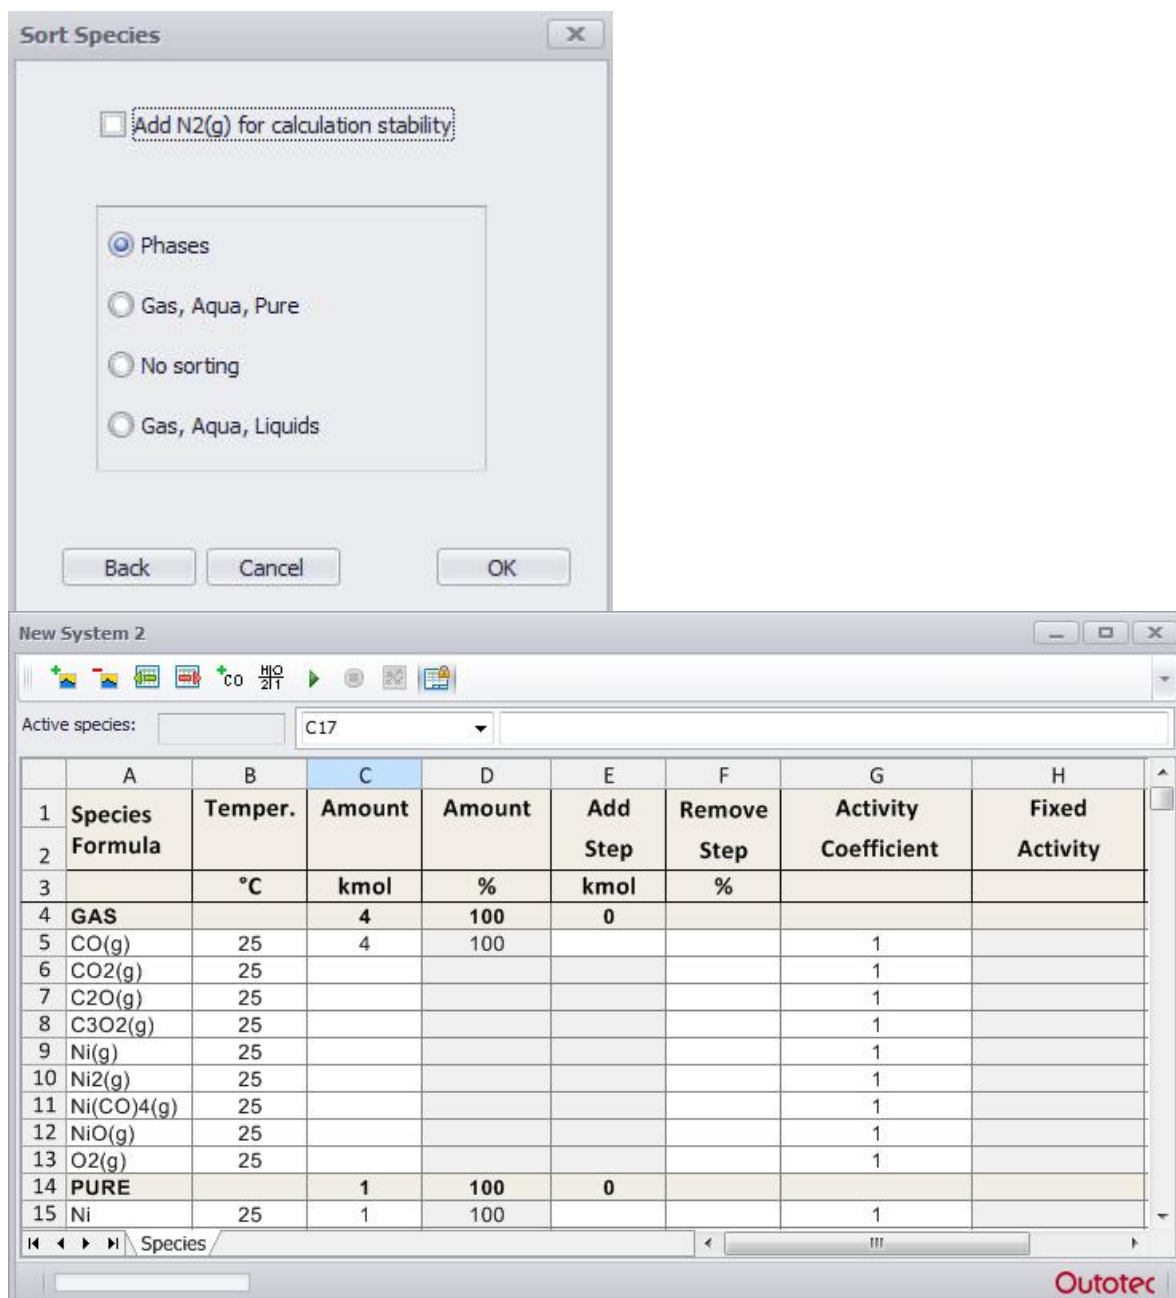 Sort Species
Add N2(g) for calculation stability
Phases
Gas, Aqua, Pure
No sorting
Gas, Aqua, Liquids
Back Cancel OK
New System 2
CO H|O 2|1
Active species: C17
A B C D E F G H
1 Species Temper. Amount Amount Add Remove Activity Fixed
2 Formula Step Step Coefficient Activity
3 °C kmol % kmol %
4 GAS 4 100 0
5 CO(g) 25 4 100 1
6 CO2(g) 25 1
7 C2O(g) 25 1
8 C3O2(g) 25 1
9 Ni(g) 25 1
10 Ni2(g) 25 1
11 Ni(CO)4(g) 25 1
12 NiO(g) 25 1
13 O2(g) 25 1
14 PURE 1 100 0
15 Ni 25 1 100 1
Species
Outotec